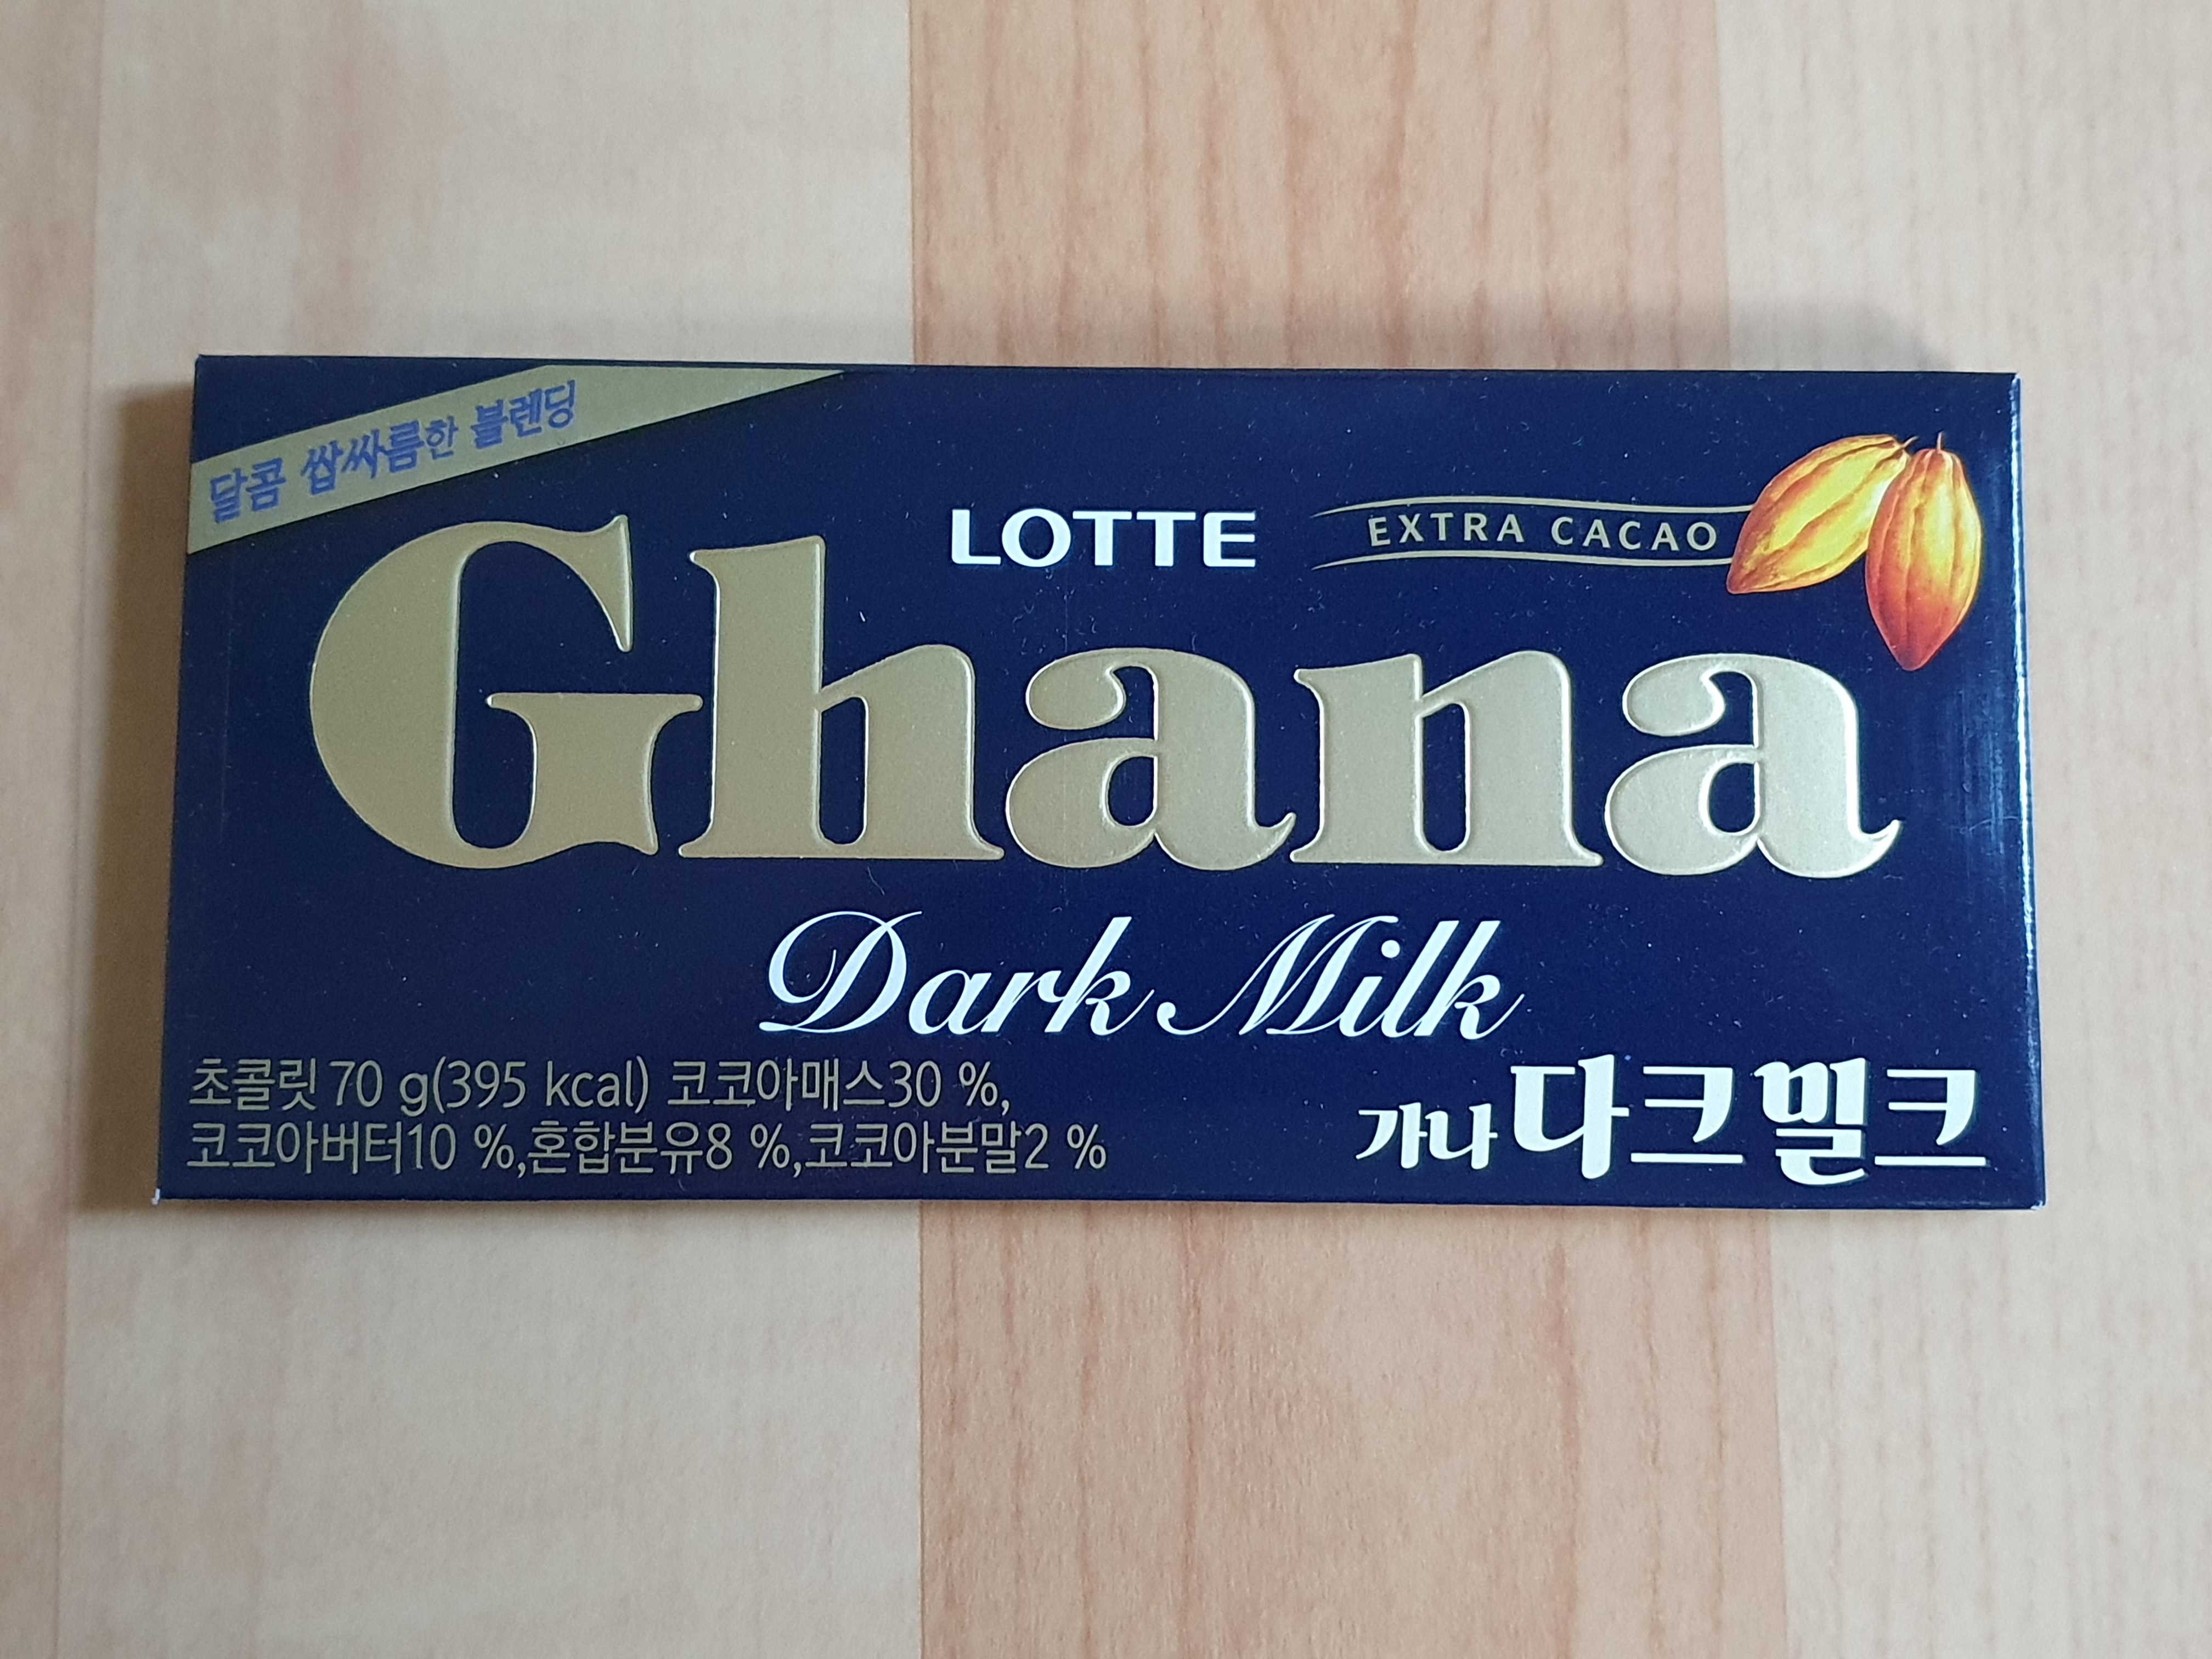 달콤 쌉싸름한 블렌딩
LOTTE
EXTRA CACAO
Ghana
Dark Milk
초콜릿 70 g(395 kcal) 코코아매스30 %,
코코아버터10 %,혼합분유8 %,코코아분말2 %
가나 다크밀크